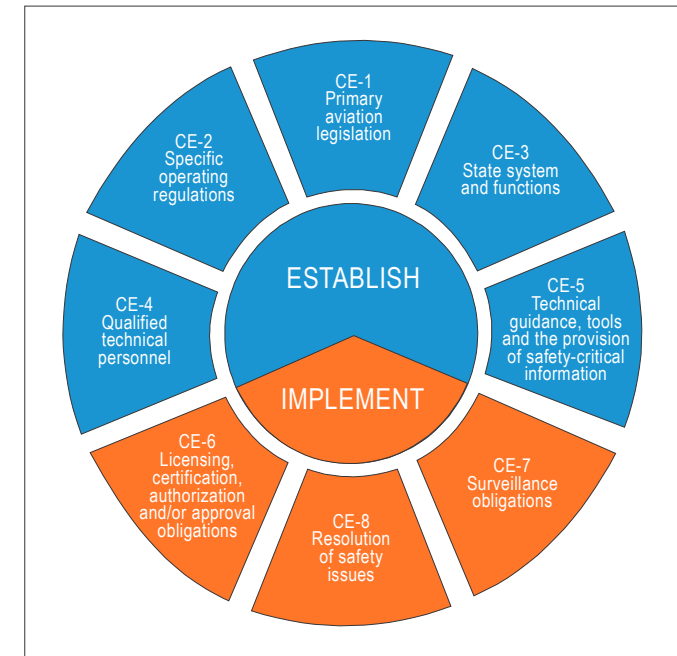 CE-1
Primary
aviation
legislation
CE-2
Specific
operating
regulations
CE-3
State system
and functions
ESTABLISH
CE-4
Qualified
technical
personnel
CE-5
Technical
guidance, tools
and the provision
of safety-critical
information
IMPLEMENT
CE-6
Licensing,
certification,
authorization
and/or approval
obligations
CE-7
Surveillance
obligations
CE-8
Resolution
of safety
issues